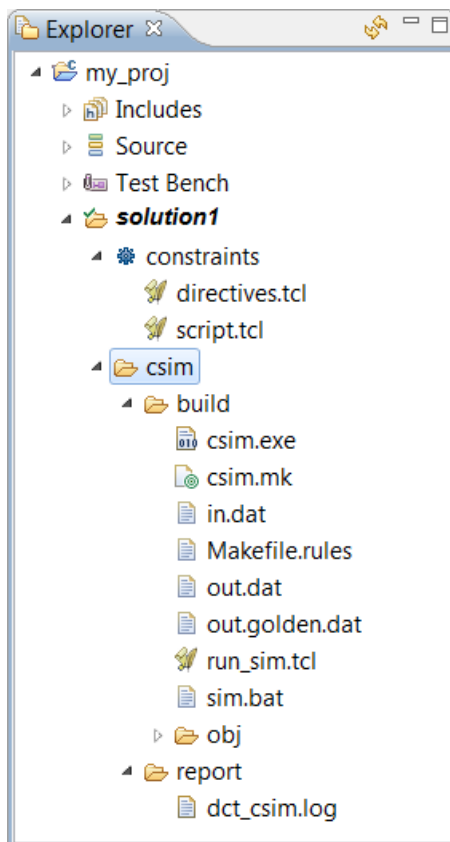 Explorer
my_proj
Includes
Source
Test Bench
solution1
constraints
directives.tcl
script.tcl
csim
build
csim.exe
csim.mk
in.dat
Makefile.rules
out.dat
out.golden.dat
run_sim.tcl
sim.bat
obj
report
dct_csim.log